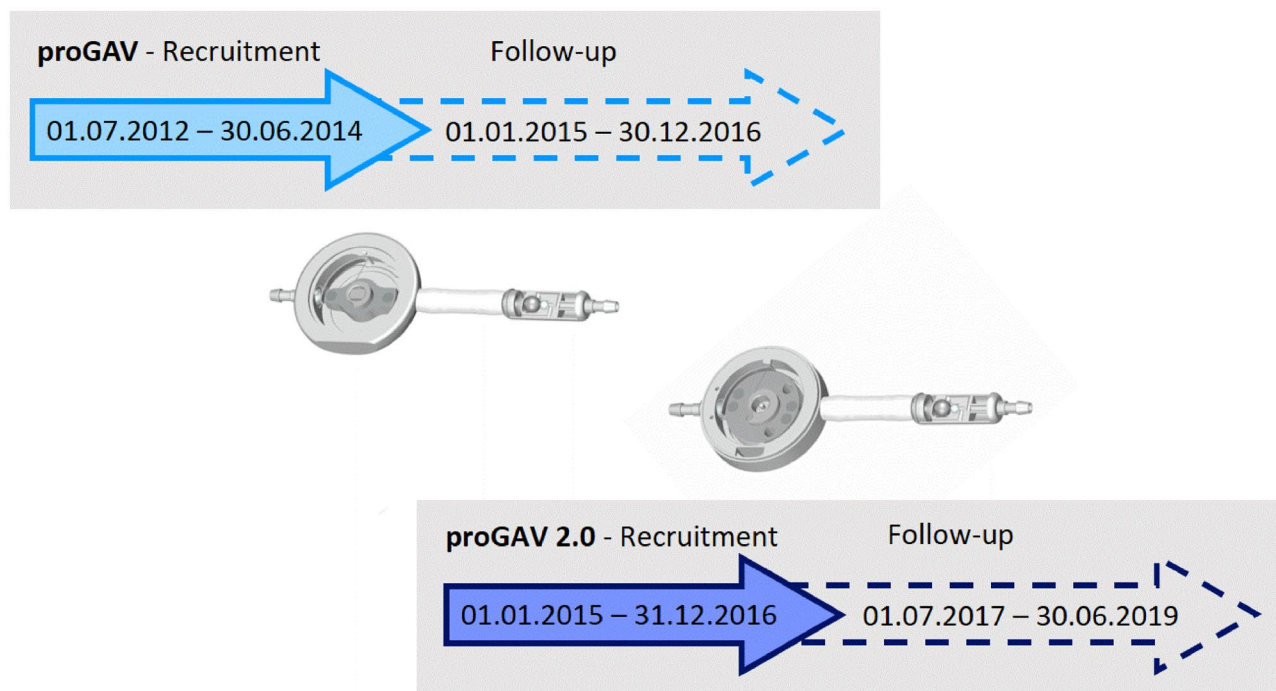 proGAV - Recruitment Follow-up
01.07.2012 – 30.06.2014 01.01.2015 – 30.12.2016
proGAV 2.0 - Recruitment Follow-up
01.01.2015 – 31.12.2016 01.07.2017 – 30.06.2019